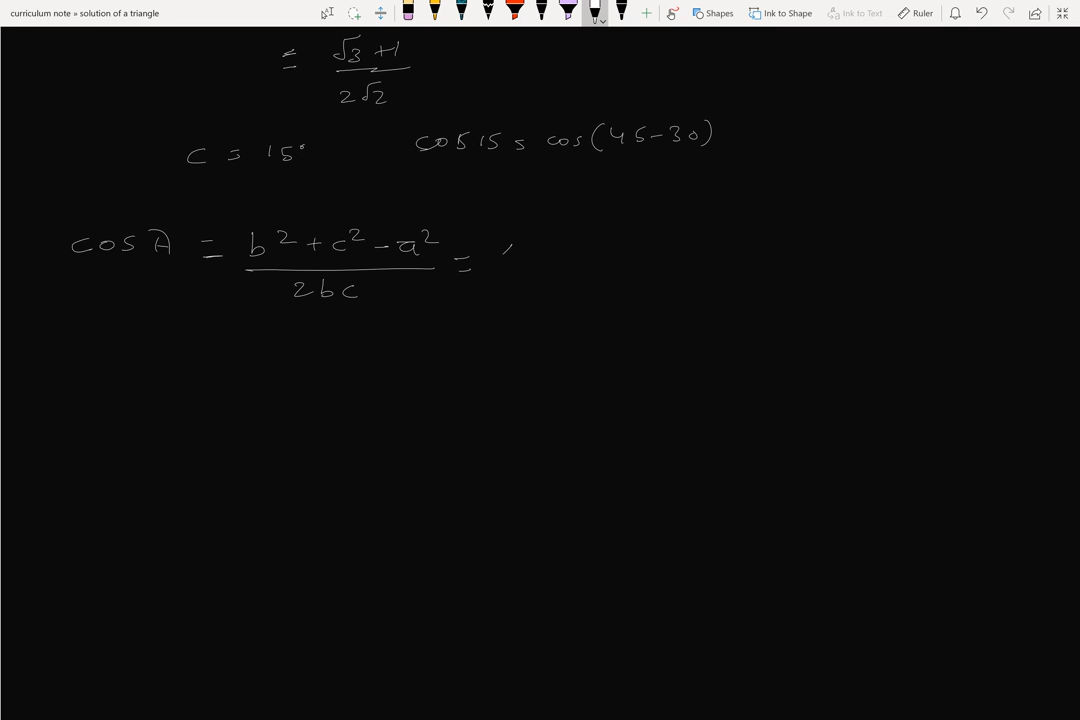 curriculum note » solution of a triangle
Shapes Ink to Shape Ink to Text Ruler
= √3 +1
2√2
C = 15° cos 15 = cos(45-30)
cos A = b² + c² - a² =
2bc